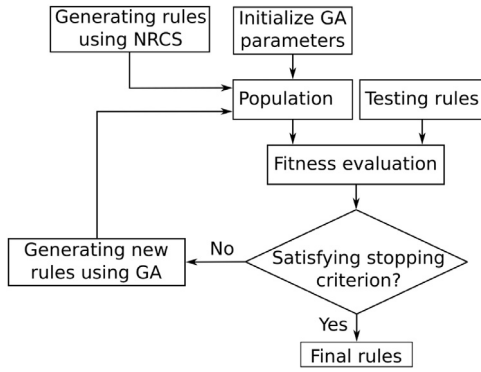 Generating rules
using NRCS
Initialize GA
parameters
Population
Testing rules
Fitness evaluation
Generating new
rules using GA
No
Satisfying stopping
criterion?
Yes
Final rules